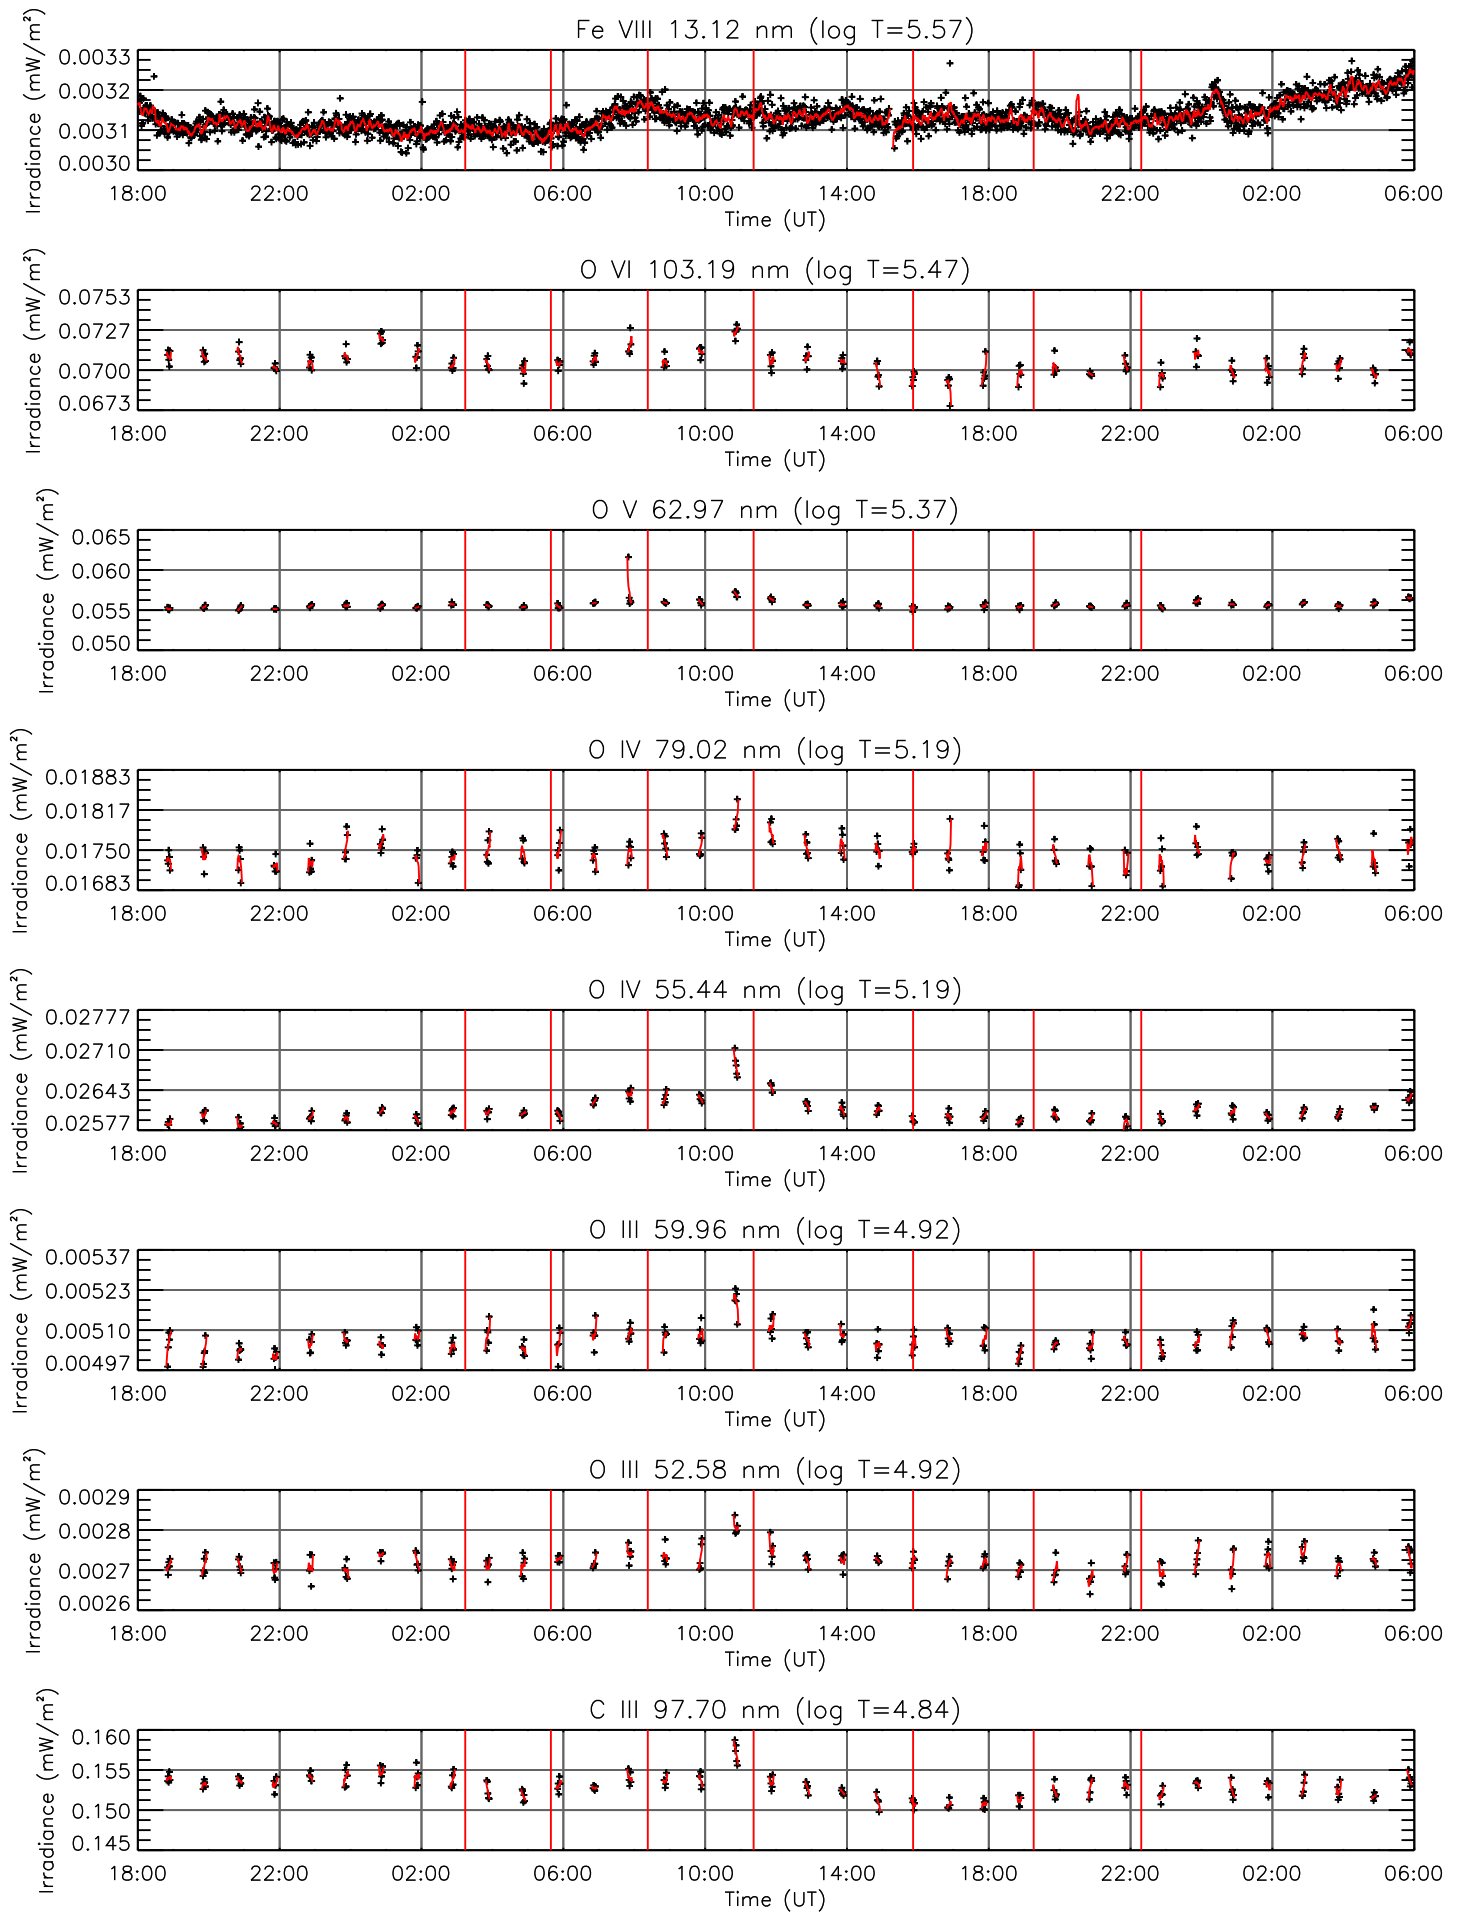 Fe VIII 13.12 nm (log T=5.57)
Irradiance (mW/m²)
0.0033
0.0032
0.0031
0.0030
18:00 22:00 02:00 06:00 10:00 14:00 18:00 22:00 02:00 06:00
Time (UT)
O VI 103.19 nm (log T=5.47)
Irradiance (mW/m²)
0.0753
0.0727
0.0700
0.0673
18:00 22:00 02:00 06:00 10:00 14:00 18:00 22:00 02:00 06:00
Time (UT)
O V 62.97 nm (log T=5.37)
Irradiance (mW/m²)
0.065
0.060
0.055
0.050
18:00 22:00 02:00 06:00 10:00 14:00 18:00 22:00 02:00 06:00
Time (UT)
O IV 79.02 nm (log T=5.19)
Irradiance (mW/m²)
0.01883
0.01817
0.01750
0.01683
18:00 22:00 02:00 06:00 10:00 14:00 18:00 22:00 02:00 06:00
Time (UT)
O IV 55.44 nm (log T=5.19)
Irradiance (mW/m²)
0.02777
0.02710
0.02643
0.02577
18:00 22:00 02:00 06:00 10:00 14:00 18:00 22:00 02:00 06:00
Time (UT)
O III 59.96 nm (log T=4.92)
Irradiance (mW/m²)
0.00537
0.00523
0.00510
0.00497
18:00 22:00 02:00 06:00 10:00 14:00 18:00 22:00 02:00 06:00
Time (UT)
O III 52.58 nm (log T=4.92)
Irradiance (mW/m²)
0.0029
0.0028
0.0027
0.0026
18:00 22:00 02:00 06:00 10:00 14:00 18:00 22:00 02:00 06:00
Time (UT)
C III 97.70 nm (log T=4.84)
Irradiance (mW/m²)
0.160
0.155
0.150
0.145
18:00 22:00 02:00 06:00 10:00 14:00 18:00 22:00 02:00 06:00
Time (UT)